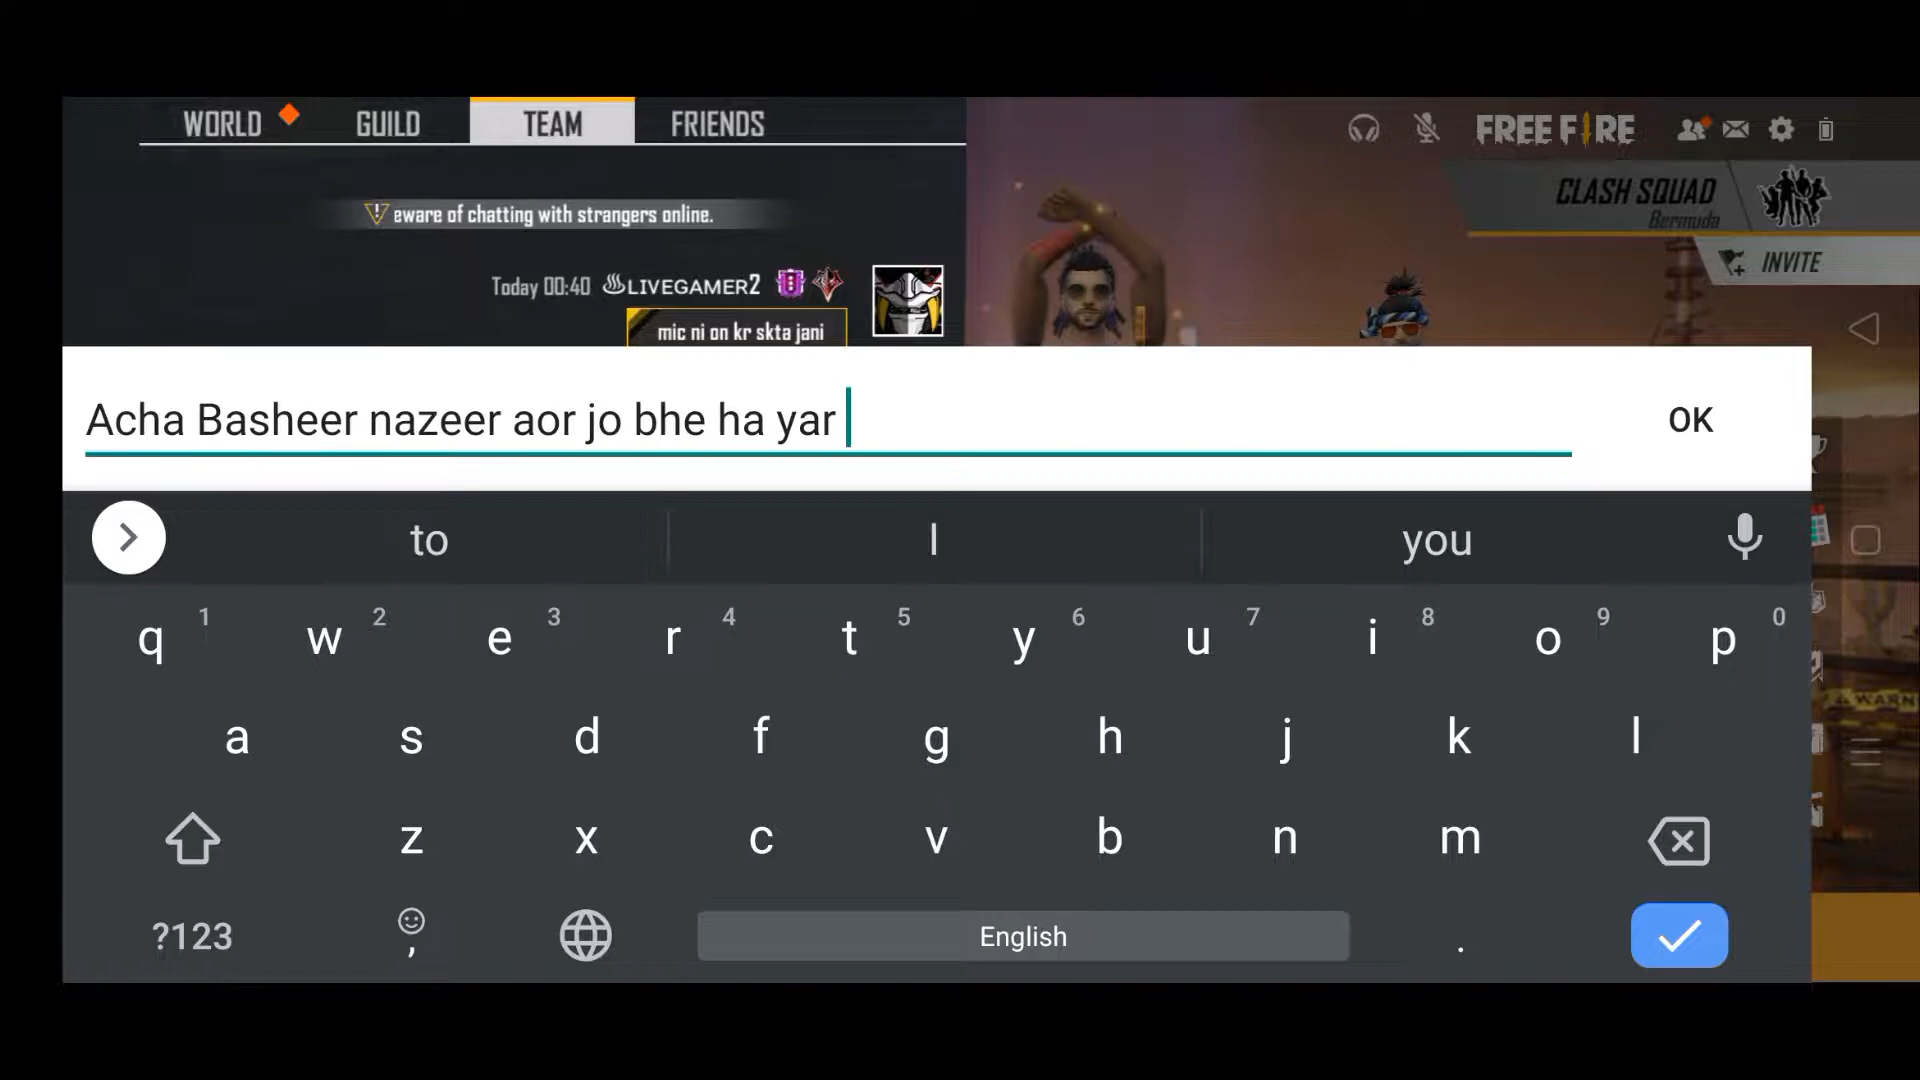 WORLD GUILD TEAM FRIENDS
FREE FIRE
eware of chatting with strangers online.
CLASH SQUAD
Bermuda
INVITE
Today 00:40 ♨LIVEGAMER2
mic ni on kr skta jani
Acha Basheer nazeer aor jo bhe ha yar
OK
to I you
q 1 w 2 e 3 r 4 t 5 y 6 u 7 i 8 o 9 p 0
a s d f g h j k l
z x c v b n m
?123 , English .
WARN